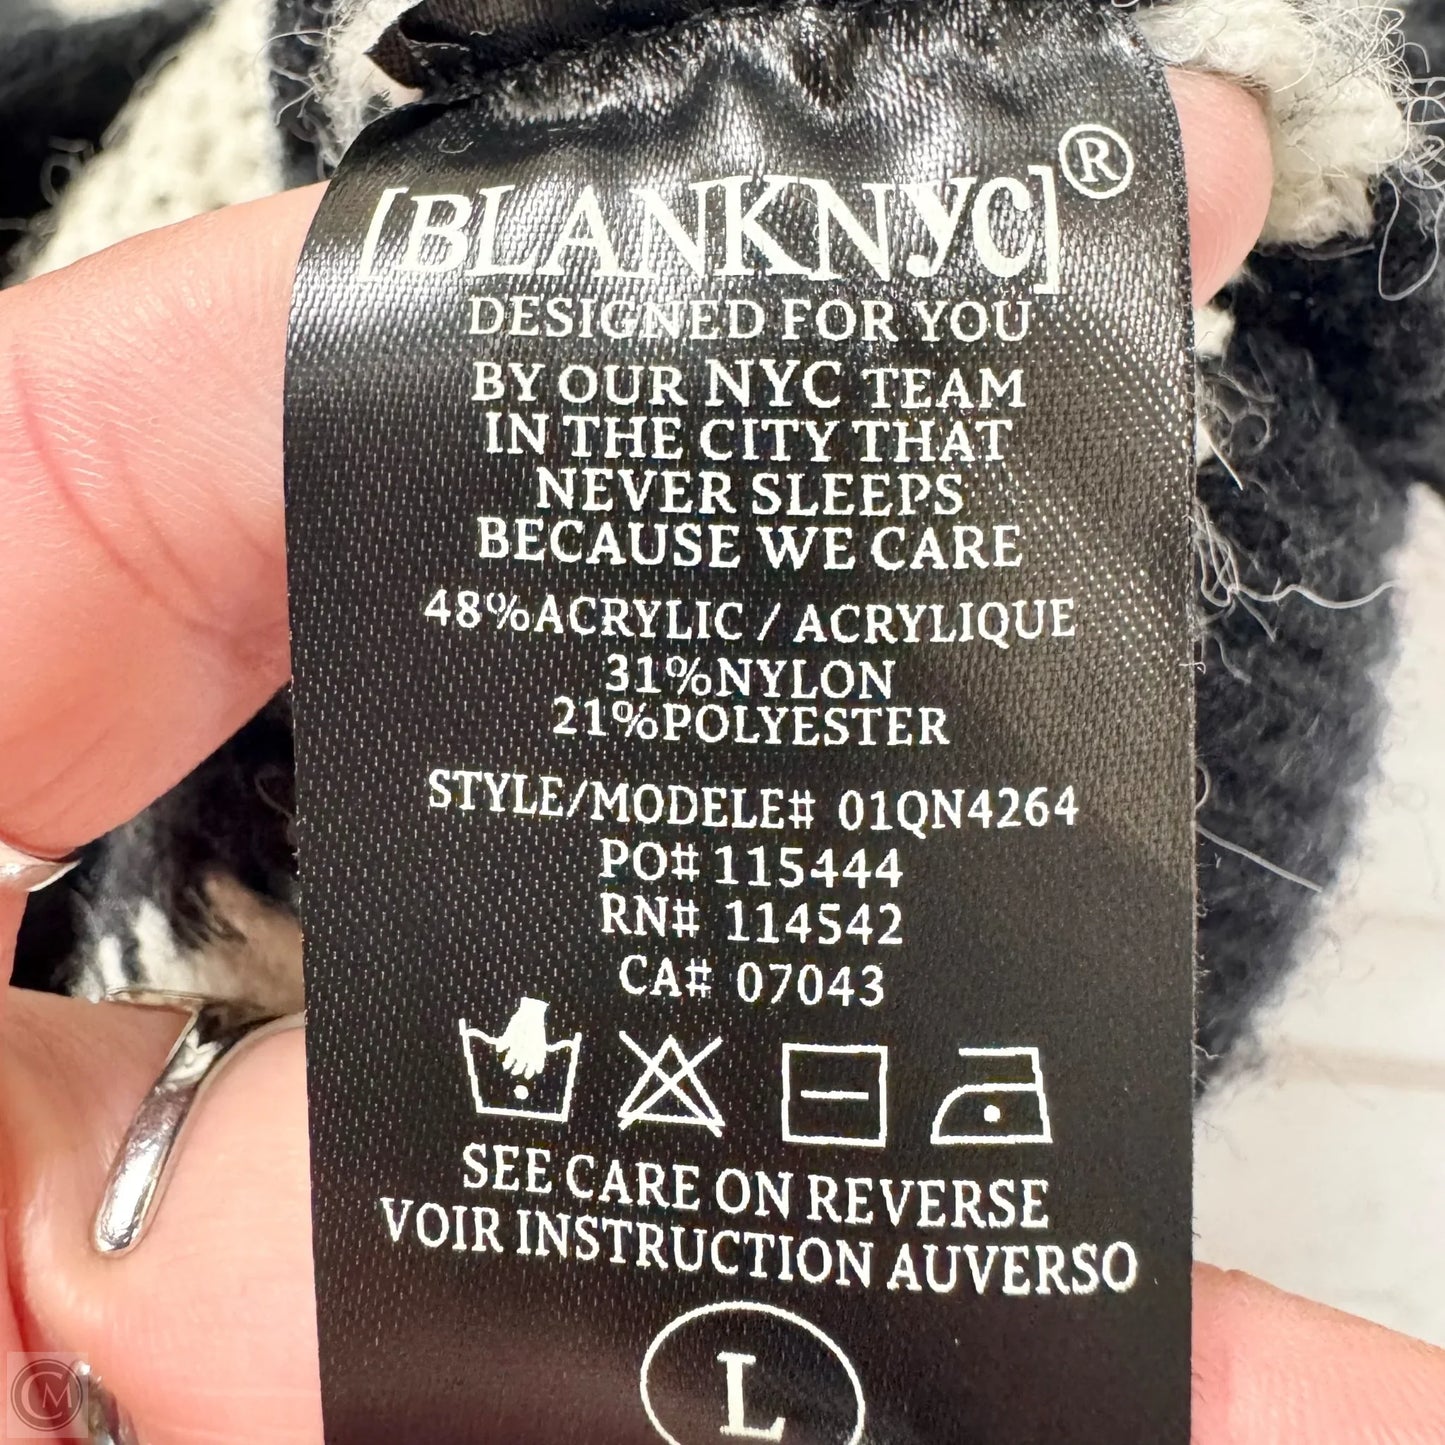 [BLANKNYC]®
DESIGNED FOR YOU
BY OUR NYC TEAM
IN THE CITY THAT
NEVER SLEEPS
BECAUSE WE CARE
48%ACRYLIC / ACRYLIQUE
31%NYLON
21%POLYESTER
STYLE/MODELE# 01QN4264
PO# 115444
RN# 114542
CA# 07043
SEE CARE ON REVERSE
VOIR INSTRUCTION AUVERSO
L
CM